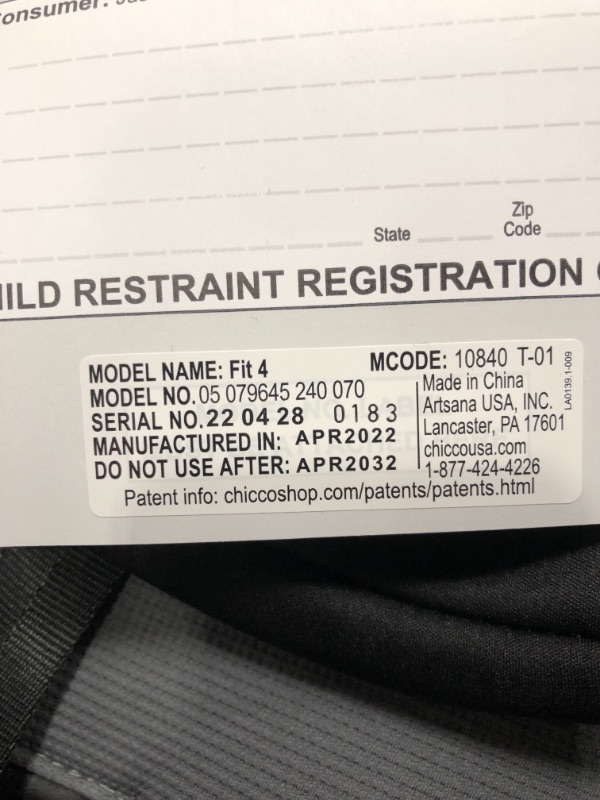 onsumer:
State
Zip
Code
ILD RESTRAINT REGISTRATION
MODEL NAME: Fit 4
MCODE: 10840 T-01
MODEL NO. 05 079645 240 070
SERIAL NO. 22 04 28 0183
MANUFACTURED IN: APR2022
DO NOT USE AFTER: APR2032
Made in China
Artsana USA, INC.
Lancaster, PA 17601
chiccousa.com
1-877-424-4226
LA0139.1-009
Patent info: chiccoshop.com/patents/patents.html